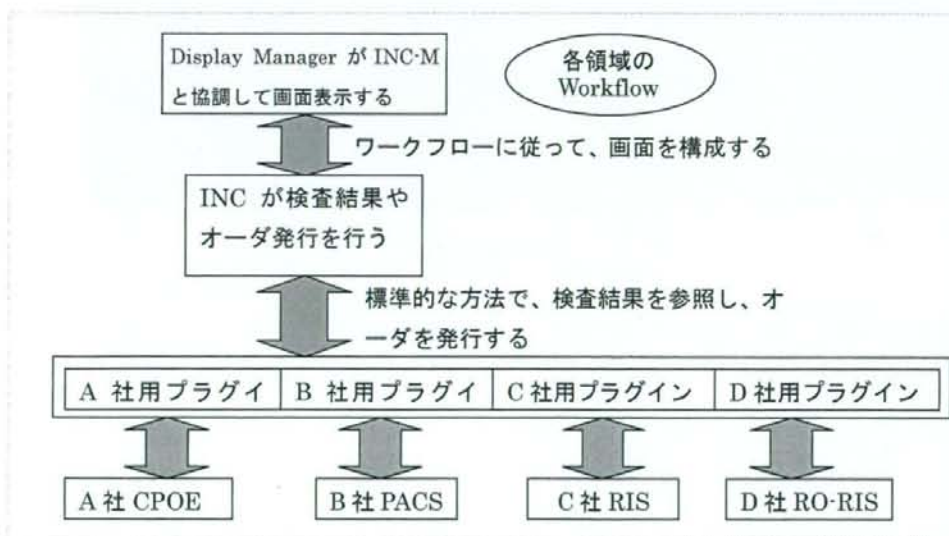 Display Manager が INC-M
と協調して画面表示する
各領域の
Workflow
ワークフローに従って、画面を構成する
INC が検査結果や
オーダ発行を行う
標準的な方法で、検査結果を参照し、オ
ーダを発行する
A 社用プラグイ
B 社用プラグイ
C 社用プラグイン
D 社用プラグイン
A 社 CPOE
B 社 PACS
C 社 RIS
D 社 RO-RIS